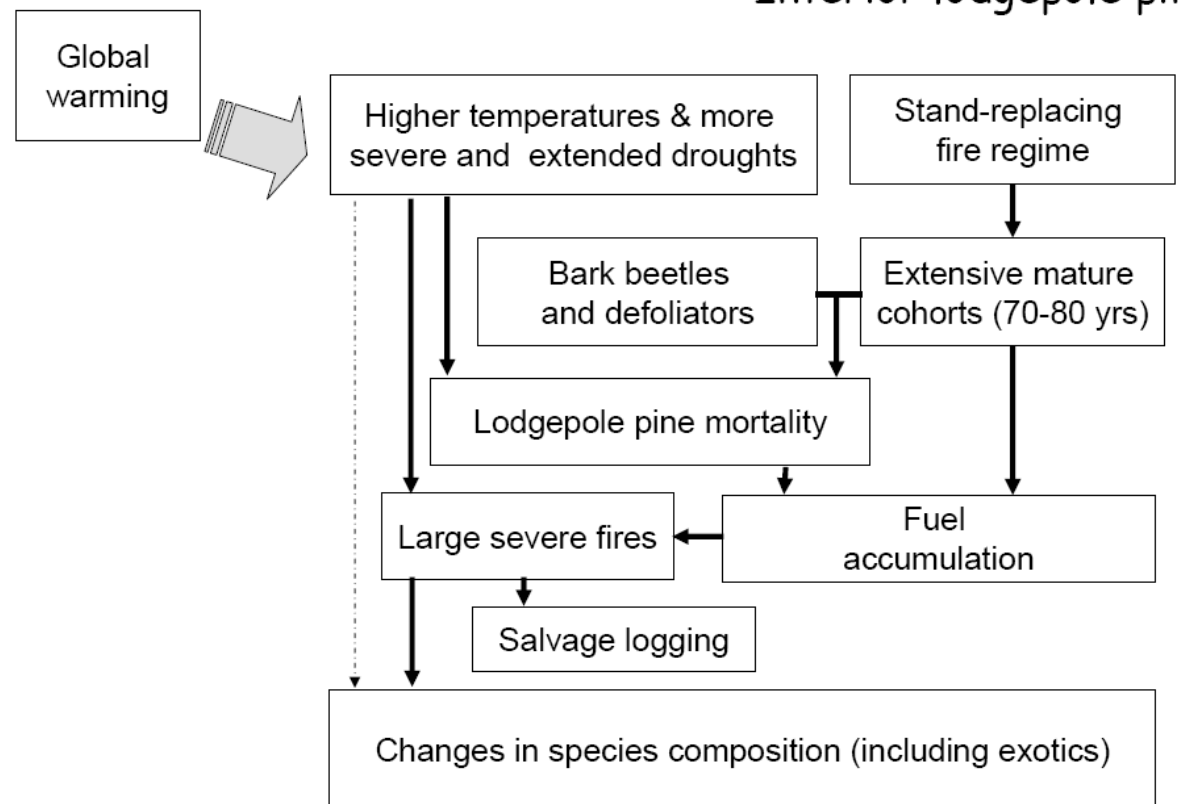 Global
warming
Higher temperatures & more
severe and  extended droughts
Stand-replacing
fire regime
Bark beetles
and defoliators
Extensive mature
cohorts (70-80 yrs)
Lodgepole pine mortality
Large severe fires
Fuel
accumulation
Salvage logging
Changes in species composition (including exotics)